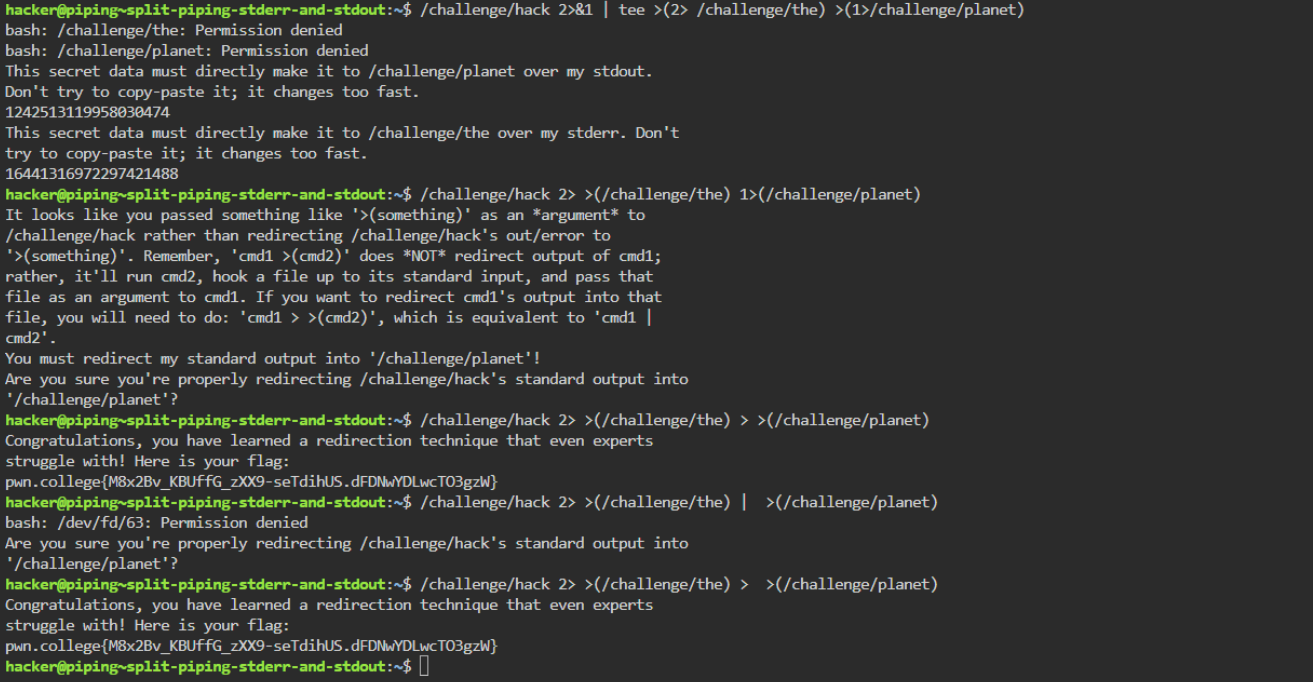 hacker@piping~split-piping-stderr-and-stdout:~$ /challenge/hack 2>&1 | tee >(2> /challenge/the) >(1>/challenge/planet)
bash: /challenge/the: Permission denied
bash: /challenge/planet: Permission denied
This secret data must directly make it to /challenge/planet over my stdout.
Don't try to copy-paste it; it changes too fast.
1242513119958030474
This secret data must directly make it to /challenge/the over my stderr. Don't
try to copy-paste it; it changes too fast.
16441316972297421488
hacker@piping~split-piping-stderr-and-stdout:~$ /challenge/hack 2> >(/challenge/the) 1>(/challenge/planet)
It looks like you passed something like '>(something)' as an *argument* to
/challenge/hack rather than redirecting /challenge/hack's out/error to
'>(something)'. Remember, 'cmd1 >(cmd2)' does *NOT* redirect output of cmd1;
rather, it'll run cmd2, hook a file up to its standard input, and pass that
file as an argument to cmd1. If you want to redirect cmd1's output into that
file, you will need to do: 'cmd1 > >(cmd2)', which is equivalent to 'cmd1 |
cmd2'.
You must redirect my standard output into '/challenge/planet'!
Are you sure you're properly redirecting /challenge/hack's standard output into
'/challenge/planet'?
hacker@piping~split-piping-stderr-and-stdout:~$ /challenge/hack 2> >(/challenge/the) > >(/challenge/planet)
Congratulations, you have learned a redirection technique that even experts
struggle with! Here is your flag:
pwn.college{M8x2Bv_KBUffG_zXX9-seTdihUS.dFDNwYDLwcTO3gzW}
hacker@piping~split-piping-stderr-and-stdout:~$ /challenge/hack 2> >(/challenge/the) |  >(/challenge/planet)
bash: /dev/fd/63: Permission denied
Are you sure you're properly redirecting /challenge/hack's standard output into
'/challenge/planet'?
hacker@piping~split-piping-stderr-and-stdout:~$ /challenge/hack 2> >(/challenge/the) >  >(/challenge/planet)
Congratulations, you have learned a redirection technique that even experts
struggle with! Here is your flag:
pwn.college{M8x2Bv_KBUffG_zXX9-seTdihUS.dFDNwYDLwcTO3gzW}
hacker@piping~split-piping-stderr-and-stdout:~$